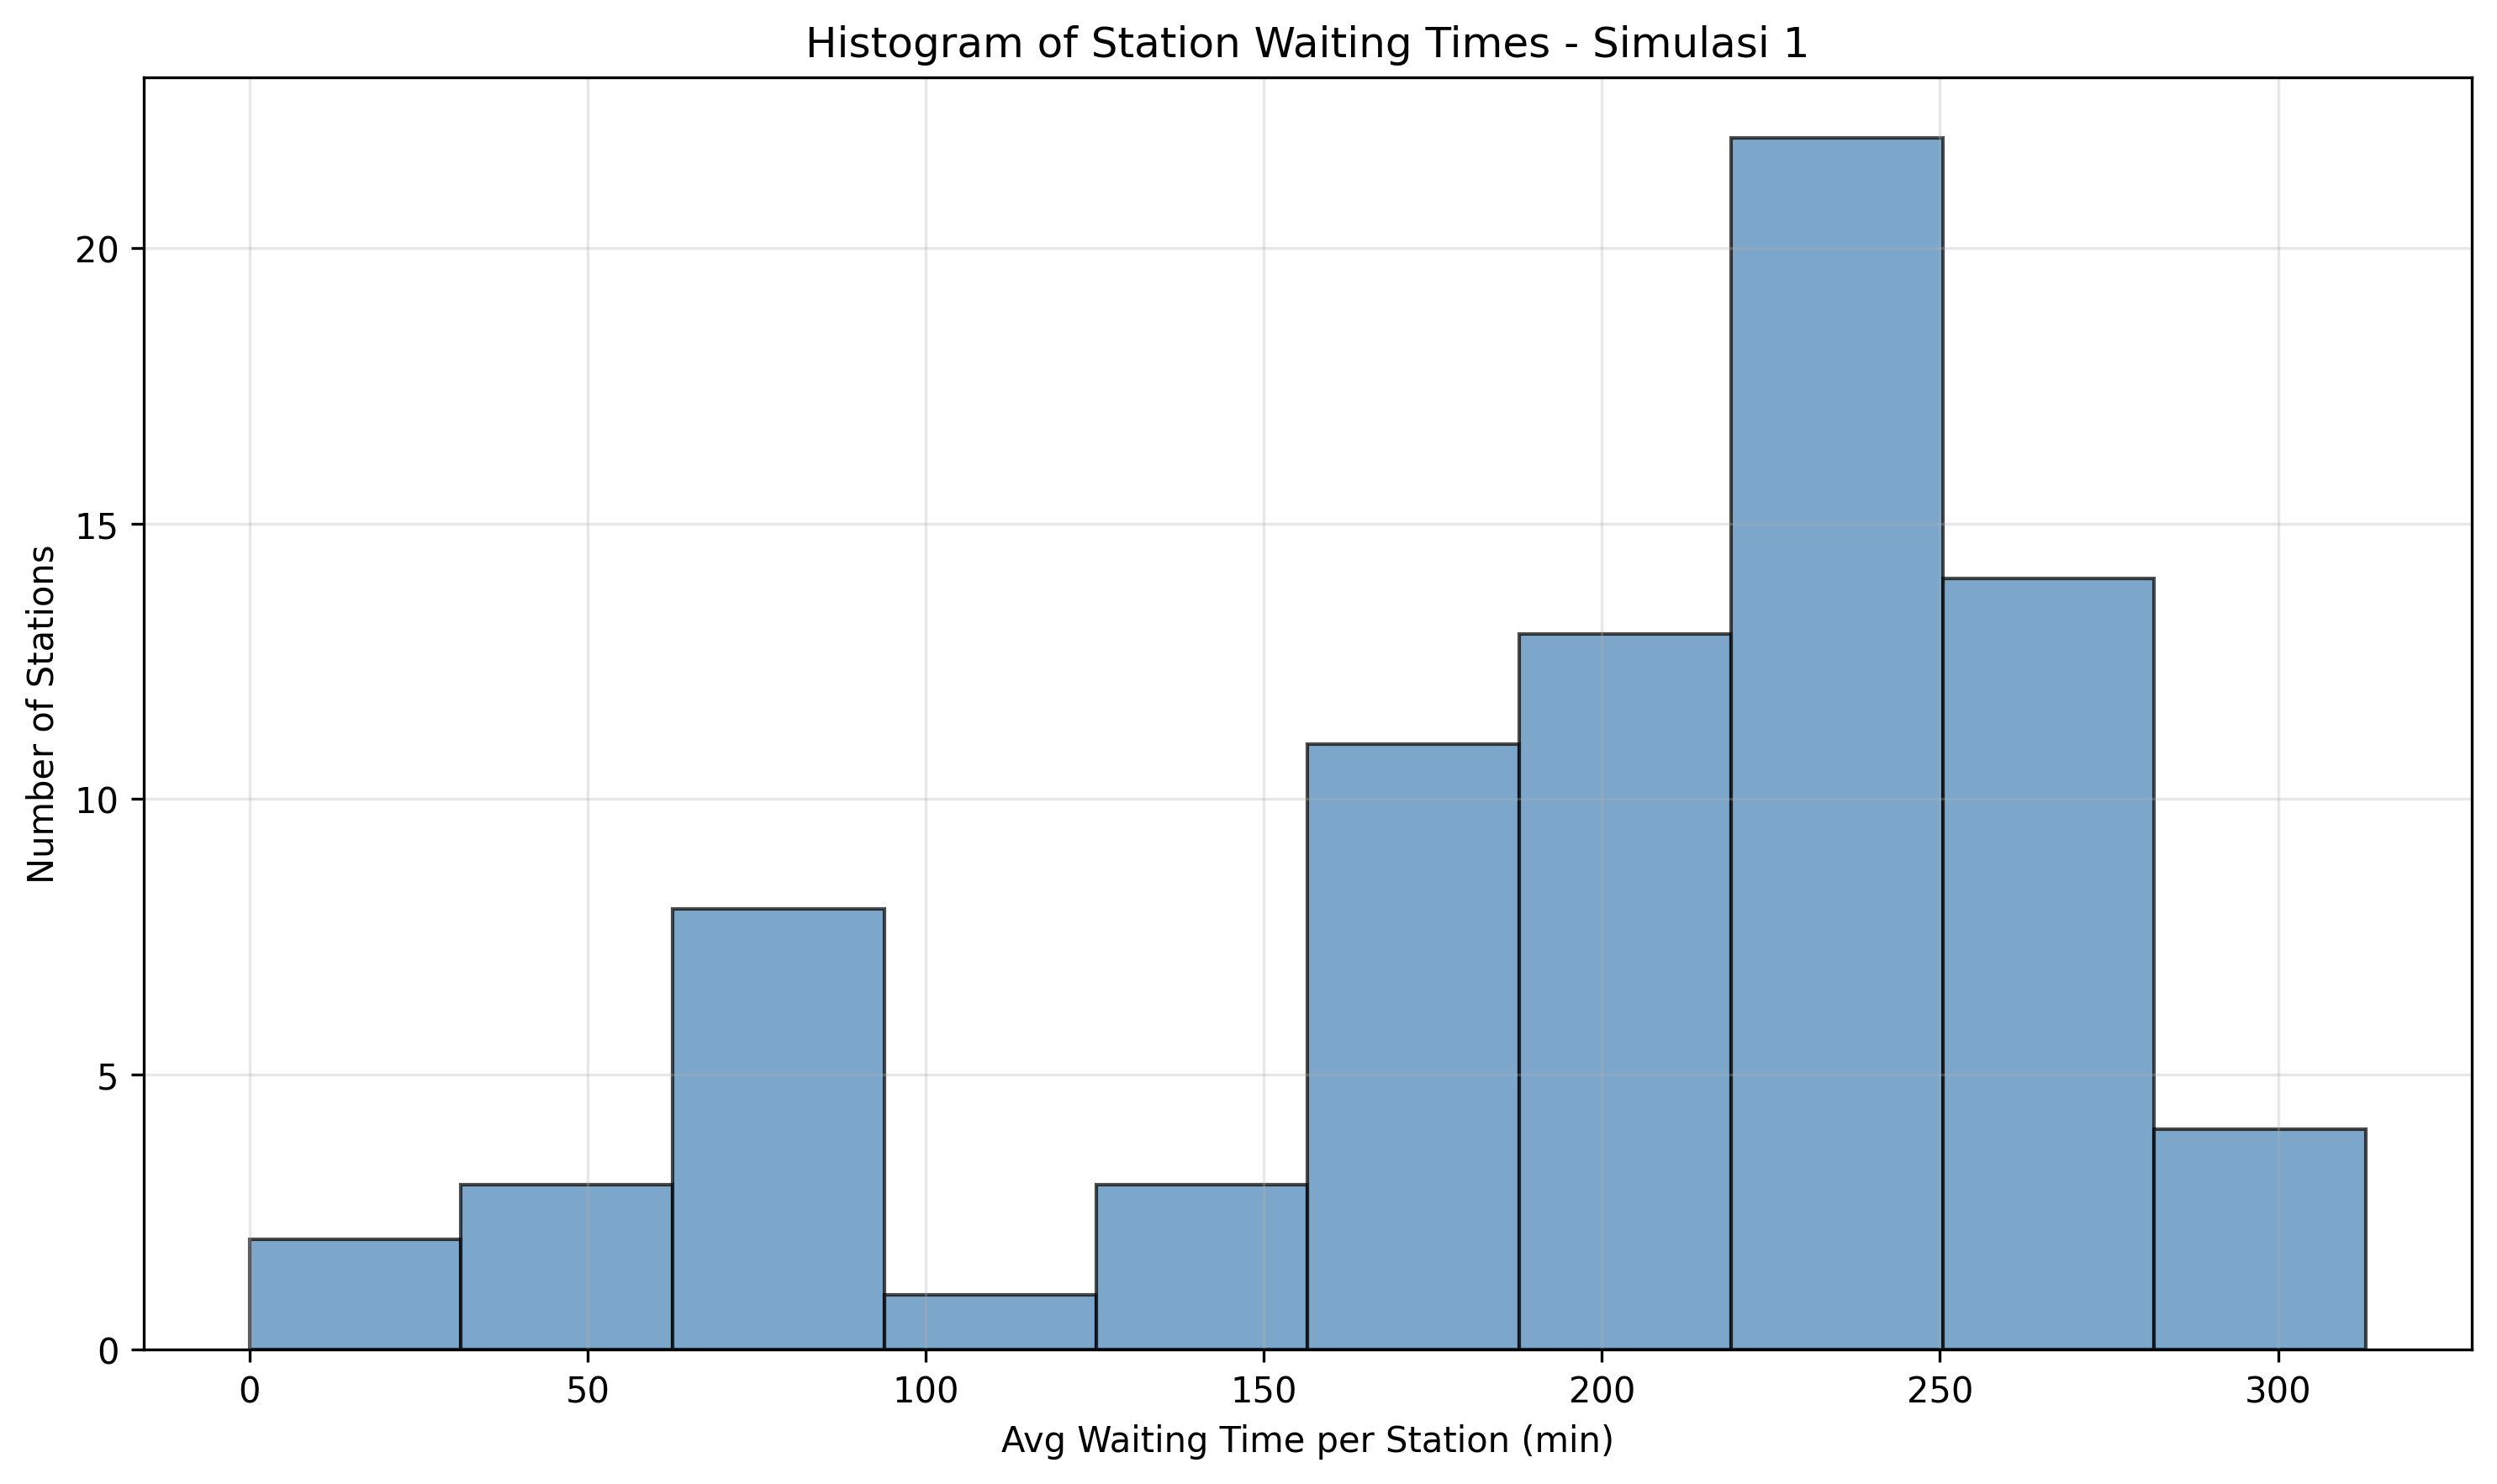 Histogram of Station Waiting Times - Simulasi 1
Number of Stations
20
15
10
5
0
0 50 100 150 200 250 300
Avg Waiting Time per Station (min)